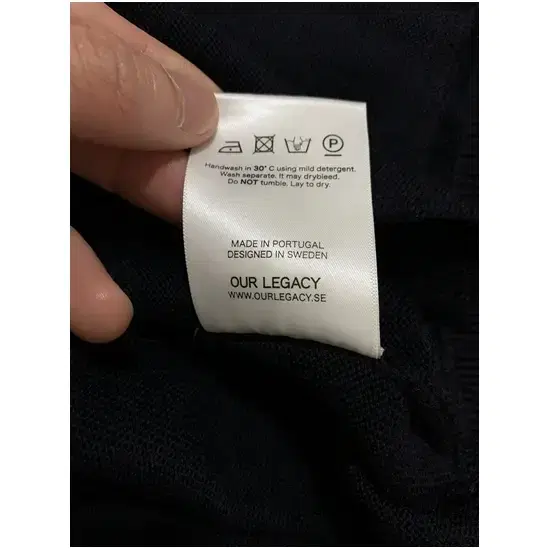 Handwash in 30° C using mild detergent.
Wash separate. It may drybleed.
Do NOT tumble. Lay to dry.
MADE IN PORTUGAL
DESIGNED IN SWEDEN
OUR LEGACY
WWW.OURLEGACY.SE